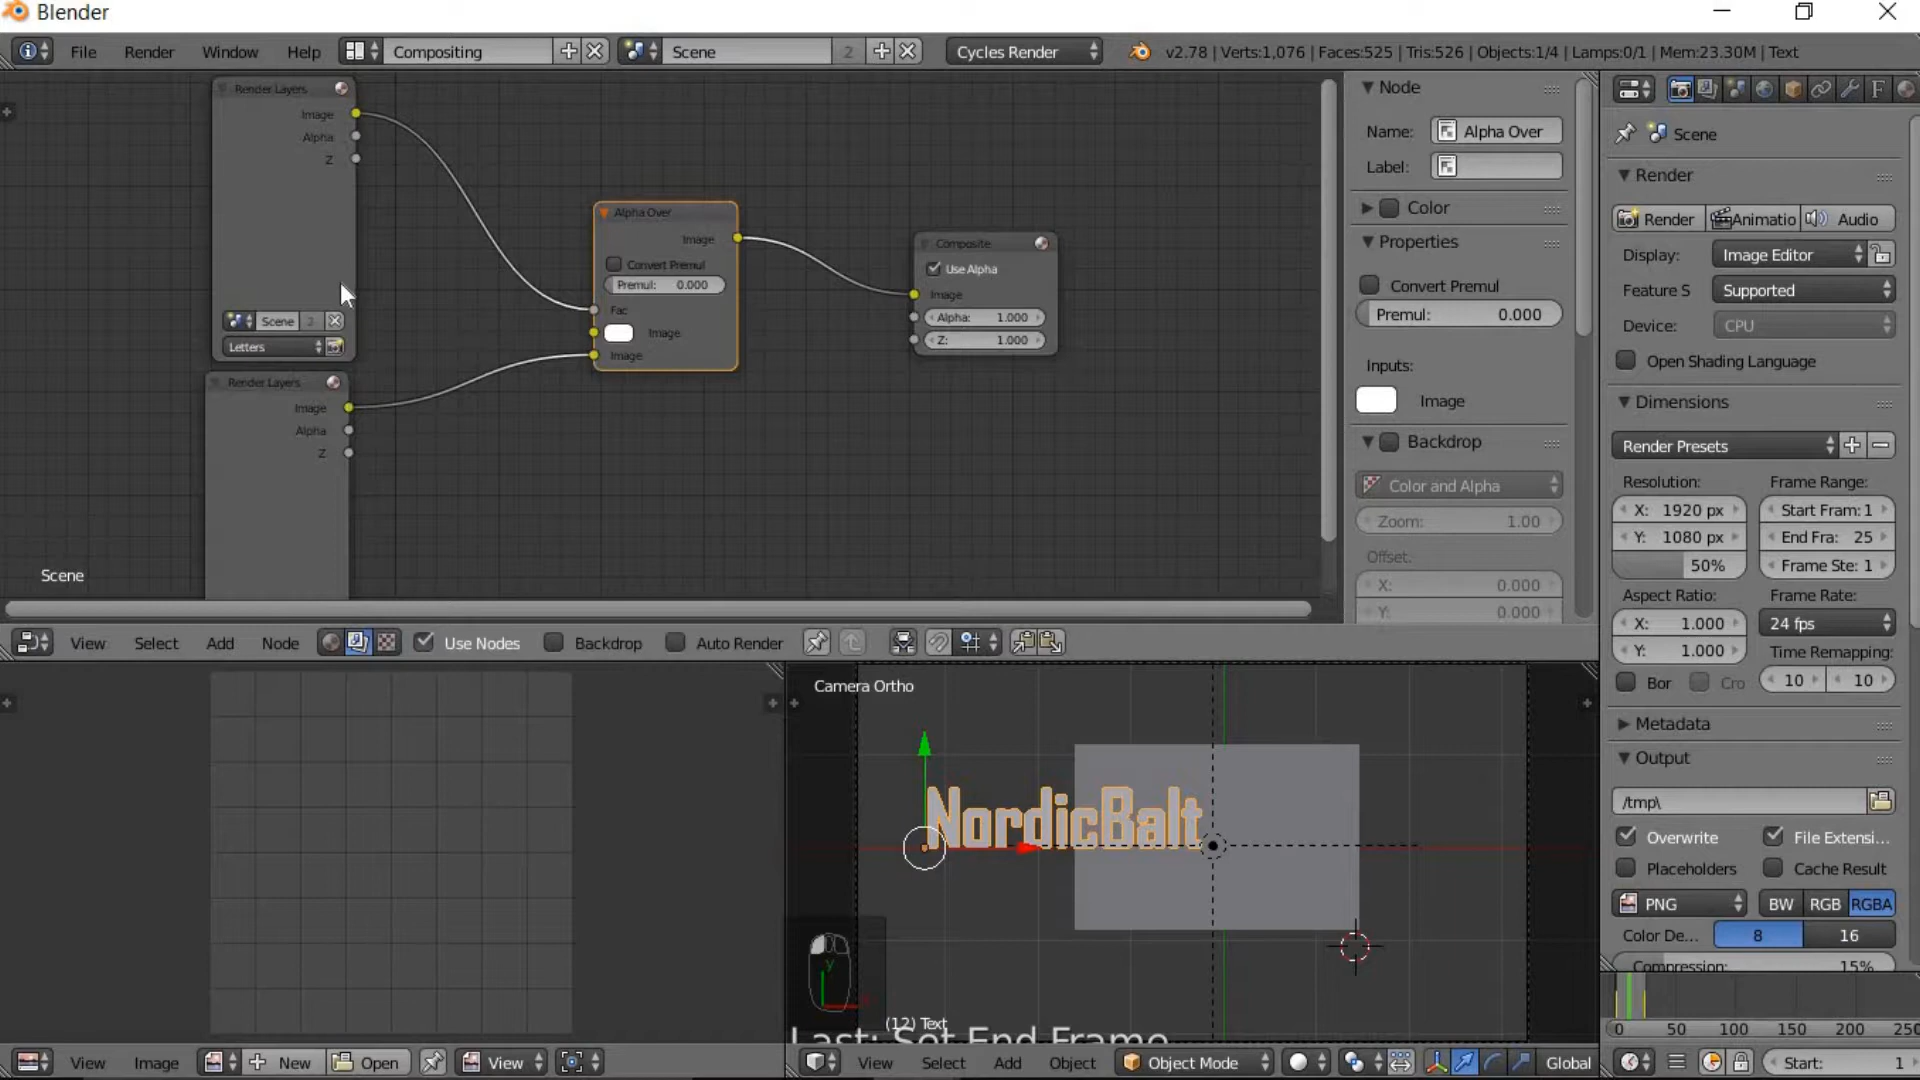 Blender
File Render Window Help Compositing Scene 2 Cycles Render v2.78 | Verts:1,076 | Faces:525 | Tris:526 | Objects:1/4 | Lamps:0/1 | Mem:23.30M | Text
Render Layers
Image
Alpha
Z
Scene
Letters
Render Layers
Image
Alpha
Z
Alpha Over
Image
Convert Premul
Premul: 0.000
Fac
Image
Image
Composite
Use Alpha
Image
Alpha: 1.000
Z: 1.000
Scene
Node
Name: Alpha Over
Label:
Color
Properties
Convert Premul
Premul: 0.000
Inputs:
Image
Backdrop
Color and Alpha
Zoom: 1.00
Offset:
X: 0.000
Y: 0.000
Scene
Render
Render Animatio Audio
Display: Image Editor
Feature S Supported
Device: CPU
Open Shading Language
Dimensions
Render Presets
Resolution: Frame Range:
X: 1920 px Start Fram: 1
Y: 1080 px End Fra: 25
50% Frame Ste: 1
Aspect Ratio: Frame Rate:
X: 1.000 24 fps
Y: 1.000 Time Remapping:
Bor Cro 10 10
Metadata
Output
/tmp\
Overwrite File Extensi...
Placeholders Cache Result
PNG BW RGB RGBA
Color De... 8 16
Compression: 15%
View Select Add Node Use Nodes Backdrop Auto Render
Camera Ortho
NordicBalt
y
(12) Text
Last: Set End Frame
View Image New Open View
View Select Add Object Object Mode Global
0 50 100 150 200 250
Start: 1